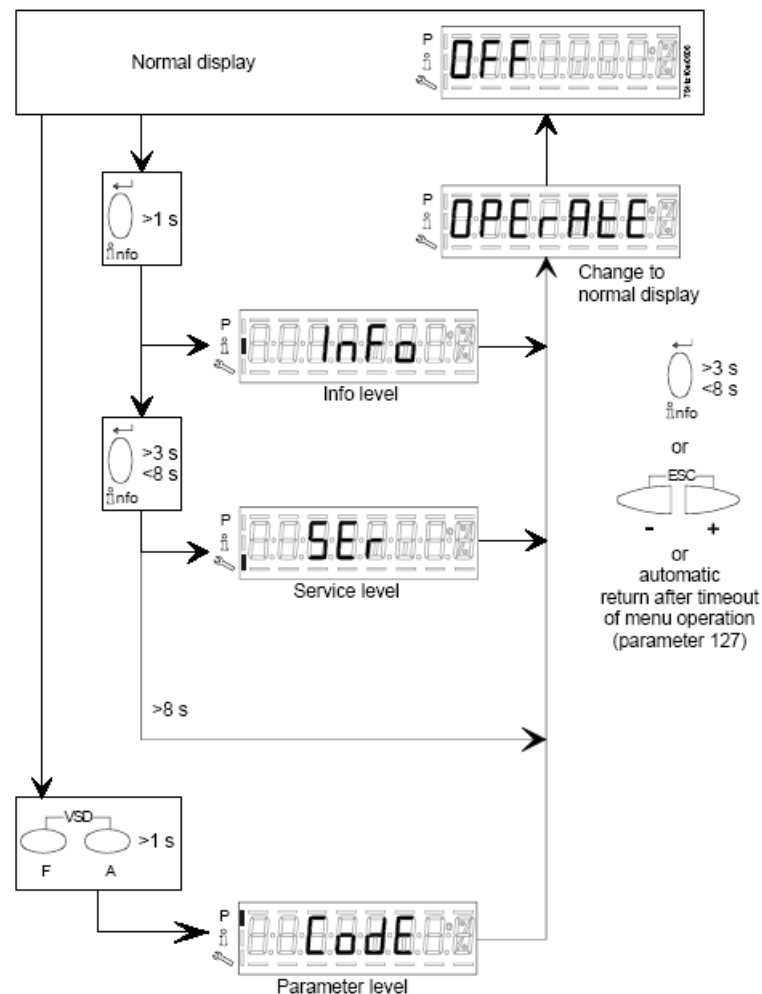 Normal display
P
i
OFF
>1 s
info
P
i
OPErAtE
Change to
normal display
P
i
InFo
Info level
>3 s
<8 s
info
or
ESC
- +
or
automatic
return after timeout
of menu operation
(parameter 127)
>3 s
<8 s
info
P
i
SEr
Service level
>8 s
VSD
>1 s
F A
P
i
CodE
Parameter level